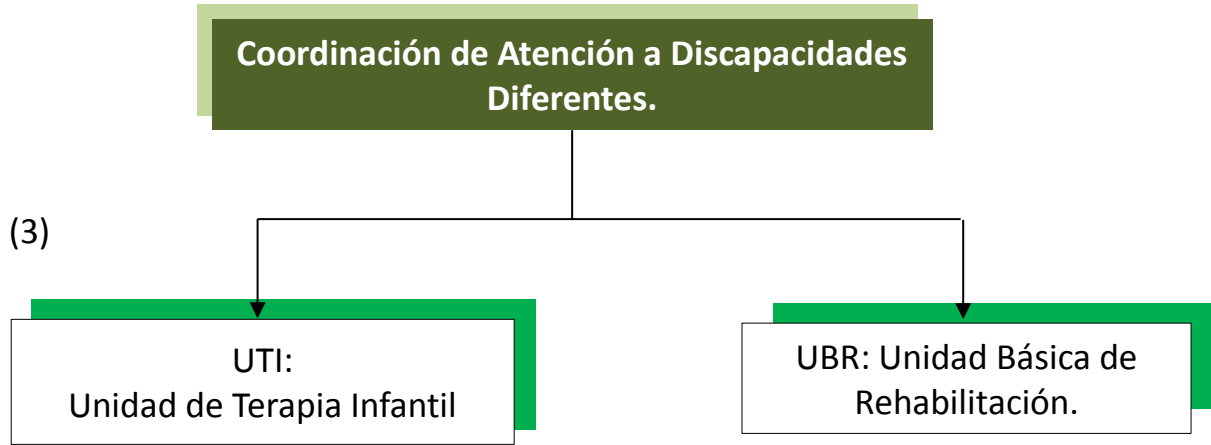 Coordinación de Atención a Discapacidades
Diferentes.
(3)
UTI:
Unidad de Terapia Infantil
UBR: Unidad Básica de
Rehabilitación.